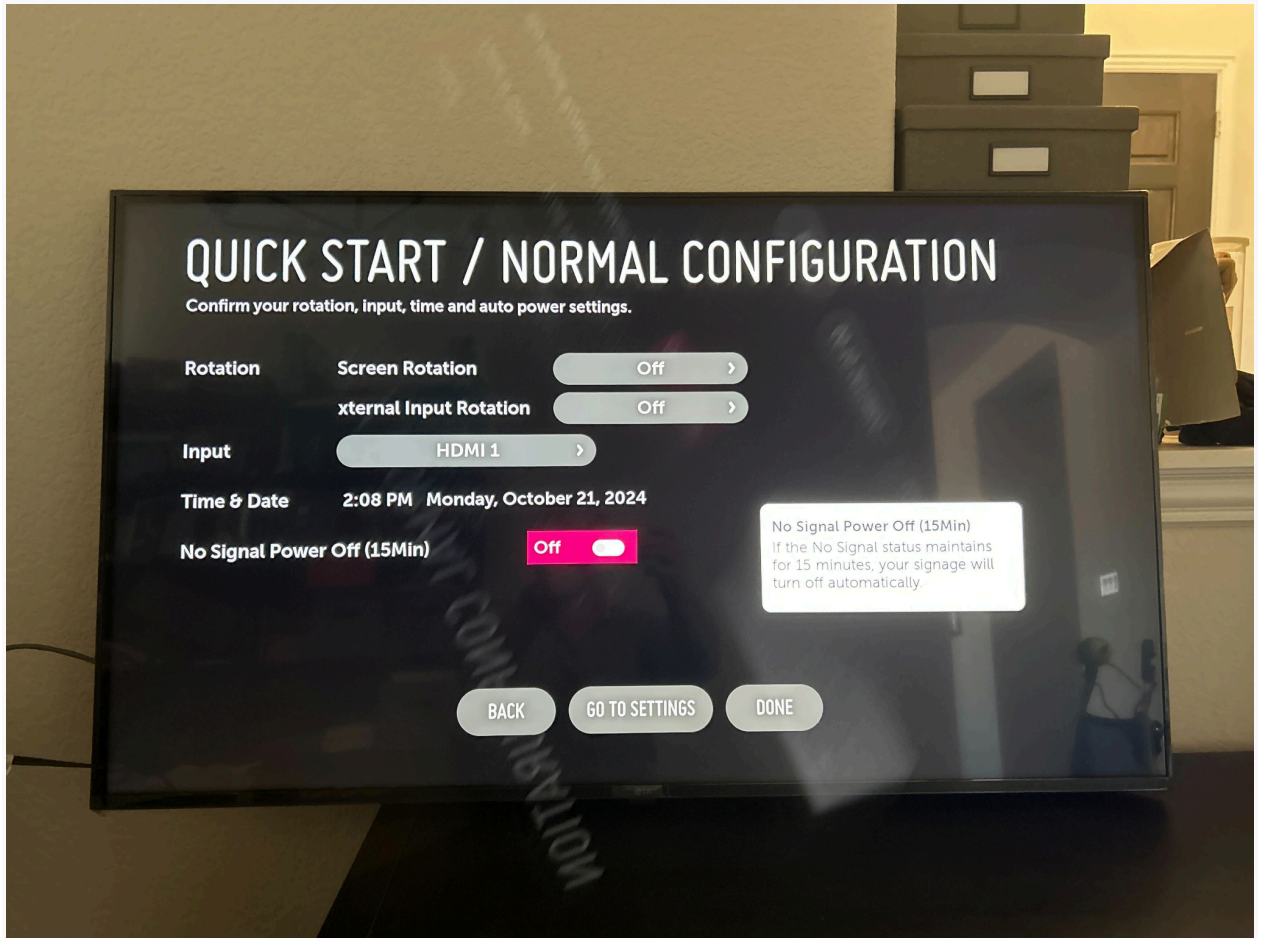 QUICK START / NORMAL CONFIGURATION
Confirm your rotation, input, time and auto power settings.
Rotation Screen Rotation Off ›
xternal Input Rotation Off ›
Input HDMI 1 ›
Time & Date 2:08 PM Monday, October 21, 2024
No Signal Power Off (15Min) Off
No Signal Power Off (15Min)
If the No Signal status maintains
for 15 minutes, your signage will
turn off automatically.
BACK GO TO SETTINGS DONE